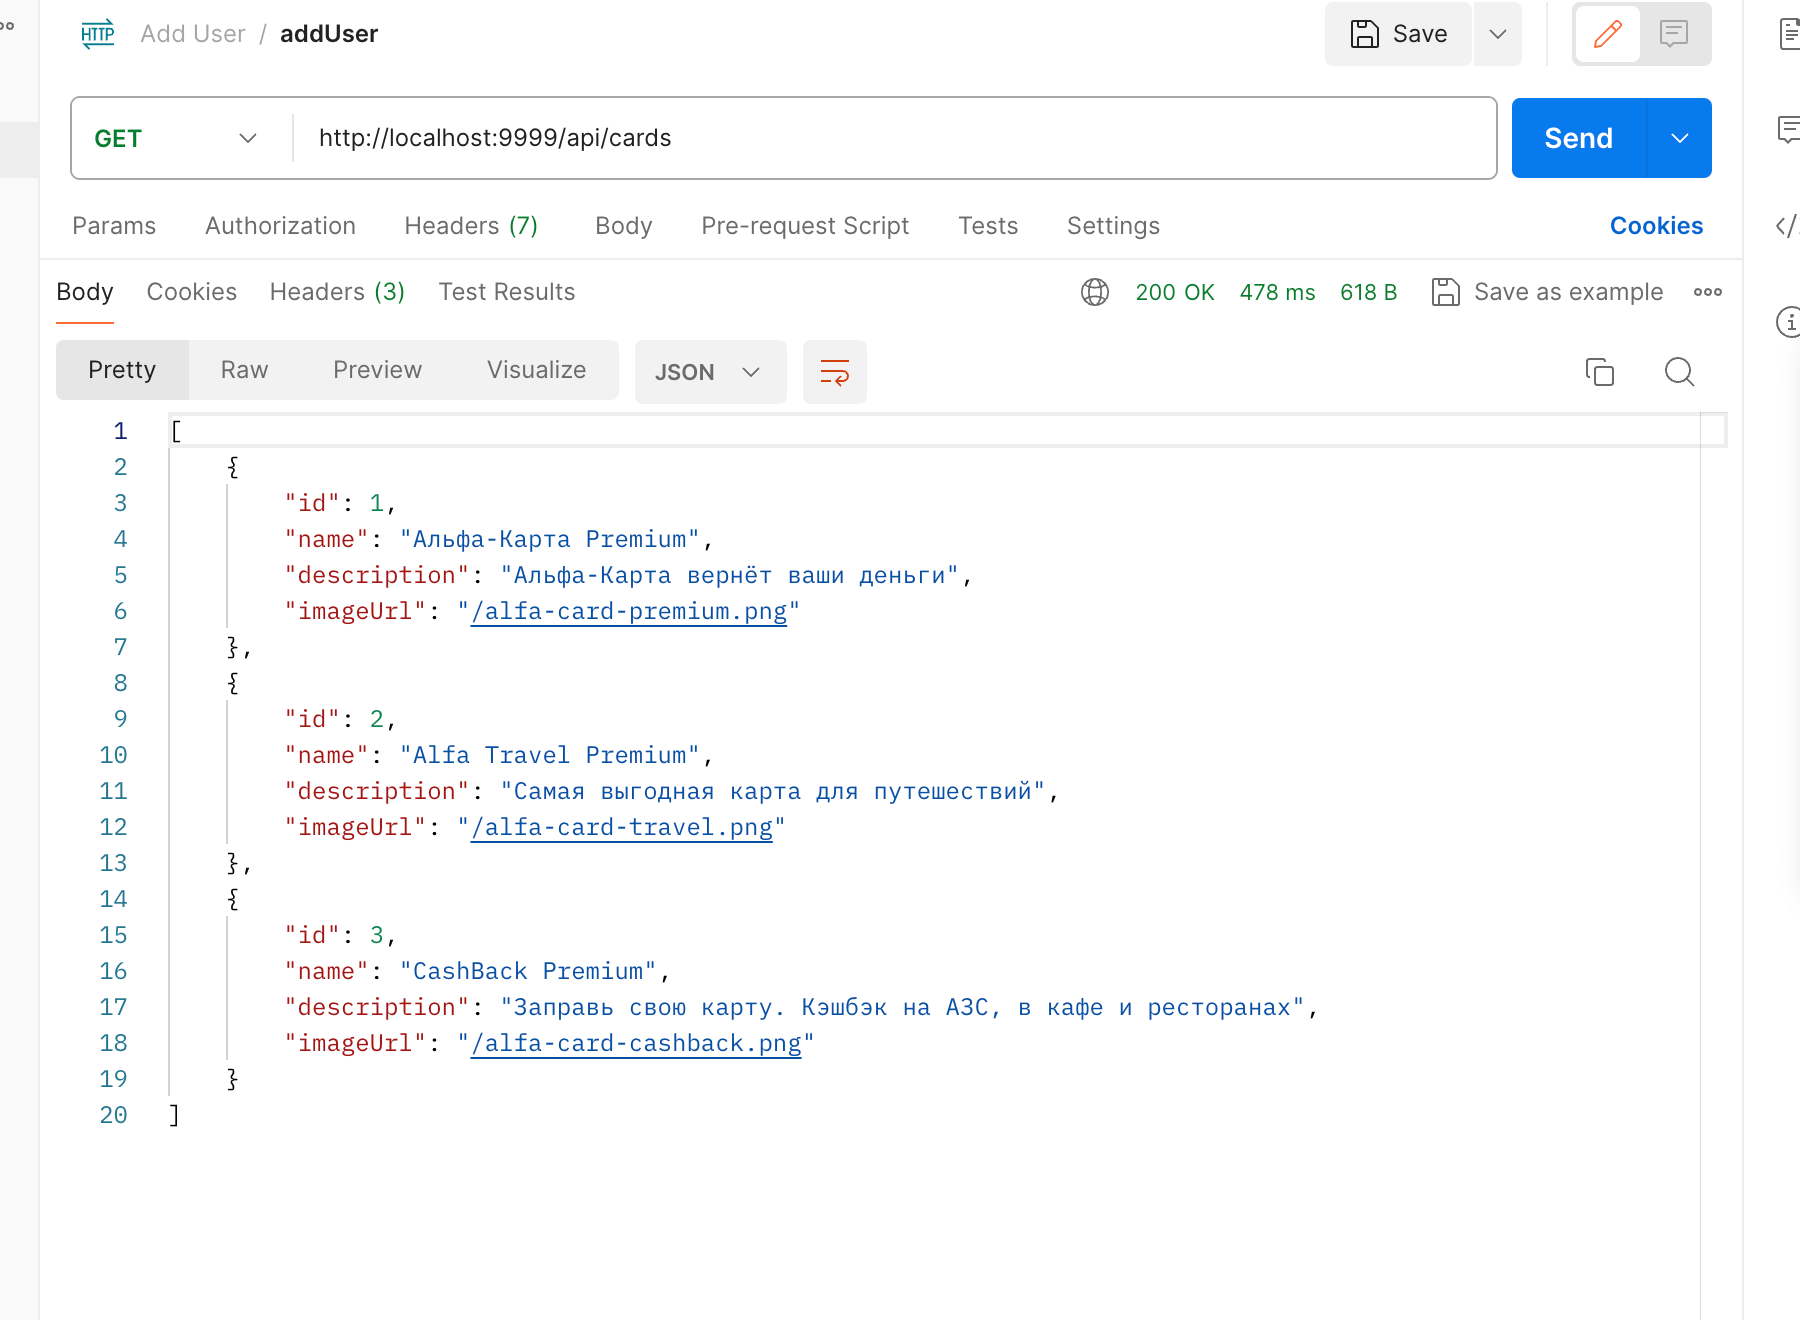 HTTP Add User / addUser Save
GET http://localhost:9999/api/cards Send
Params Authorization Headers (7) Body Pre-request Script Tests Settings Cookies
Body Cookies Headers (3) Test Results 200 OK 478 ms 618 B Save as example
Pretty Raw Preview Visualize JSON
1 [
2 {
3 "id": 1,
4 "name": "Альфа-Карта Premium",
5 "description": "Альфа-Карта вернёт ваши деньги",
6 "imageUrl": "/alfa-card-premium.png"
7 },
8 {
9 "id": 2,
10 "name": "Alfa Travel Premium",
11 "description": "Самая выгодная карта для путешествий",
12 "imageUrl": "/alfa-card-travel.png"
13 },
14 {
15 "id": 3,
16 "name": "CashBack Premium",
17 "description": "Заправь свою карту. Кэшбэк на АЗС, в кафе и ресторанах",
18 "imageUrl": "/alfa-card-cashback.png"
19 }
20 ]